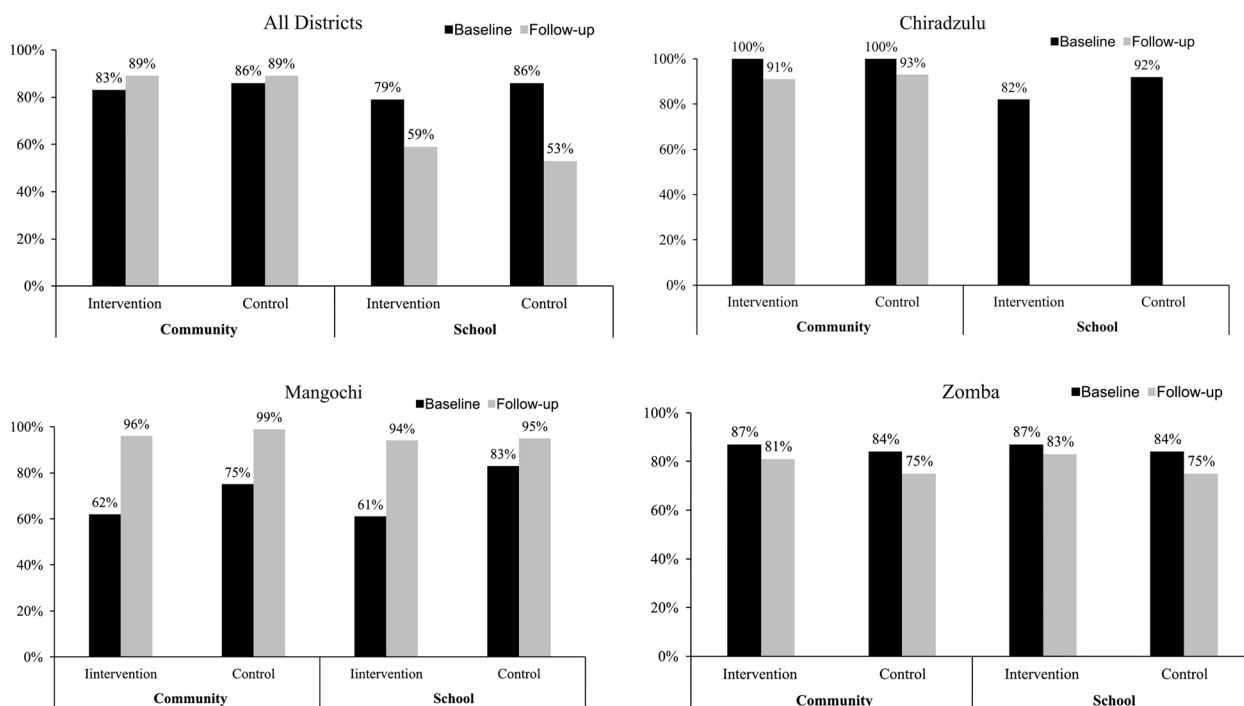 All Districts
Baseline Follow-up
100%
80%
60%
40%
20%
0%
83% 89% 86% 89% 79% 59% 86% 53%
Intervention Control Intervention Control
Community School
Chiradzulu
Baseline Follow-up
100%
80%
60%
40%
20%
0%
100% 91% 100% 93% 82% 92%
Intervention Control Intervention Control
Community School
Mangochi
Baseline Follow-up
100%
80%
60%
40%
20%
0%
62% 96% 75% 99% 61% 94% 83% 95%
Iintervention Control Iintervention Control
Community School
Zomba
Baseline Follow-up
100%
80%
60%
40%
20%
0%
87% 81% 84% 75% 87% 83% 84% 75%
Intervention Control Intervention Control
Community School